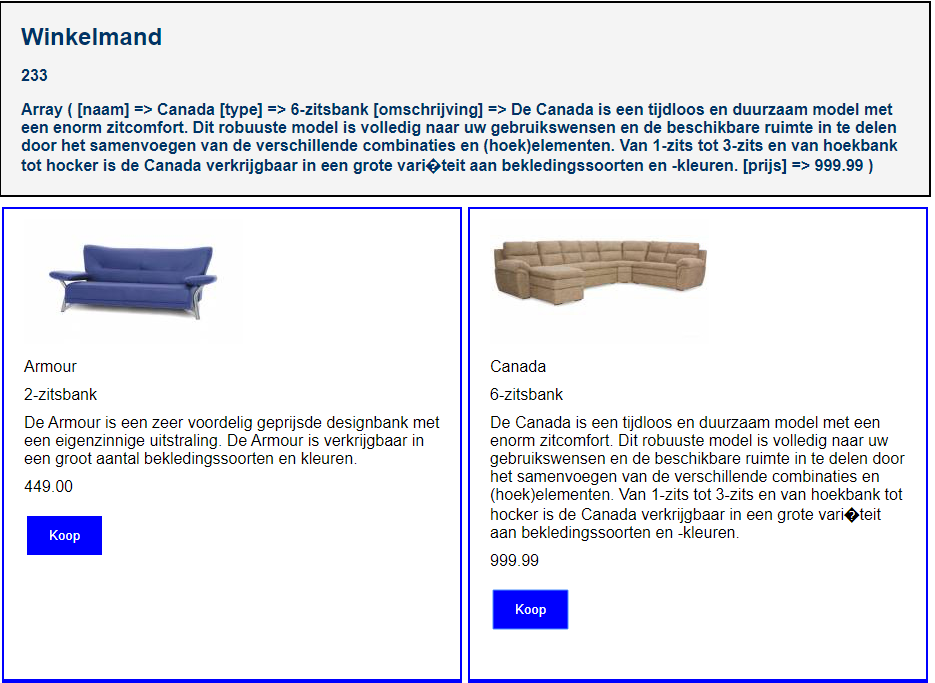 Winkelmand
233
Array ( [naam] => Canada [type] => 6-zitsbank [omschrijving] => De Canada is een tijdloos en duurzaam model met
een enorm zitcomfort. Dit robuuste model is volledig naar uw gebruikswensen en de beschikbare ruimte in te delen
door het samenvoegen van de verschillende combinaties en (hoek)elementen. Van 1-zits tot 3-zits en van hoekbank
tot hocker is de Canada verkrijgbaar in een grote vari�teit aan bekledingssoorten en -kleuren. [prijs] => 999.99 )
Armour
2-zitsbank
De Armour is een zeer voordelig geprijsde designbank met
een eigenzinnige uitstraling. De Armour is verkrijgbaar in
een groot aantal bekledingssoorten en kleuren.
449.00
Koop
Canada
6-zitsbank
De Canada is een tijdloos en duurzaam model met een
enorm zitcomfort. Dit robuuste model is volledig naar uw
gebruikswensen en de beschikbare ruimte in te delen door
het samenvoegen van de verschillende combinaties en
(hoek)elementen. Van 1-zits tot 3-zits en van hoekbank tot
hocker is de Canada verkrijgbaar in een grote vari�teit
aan bekledingssoorten en -kleuren.
999.99
Koop